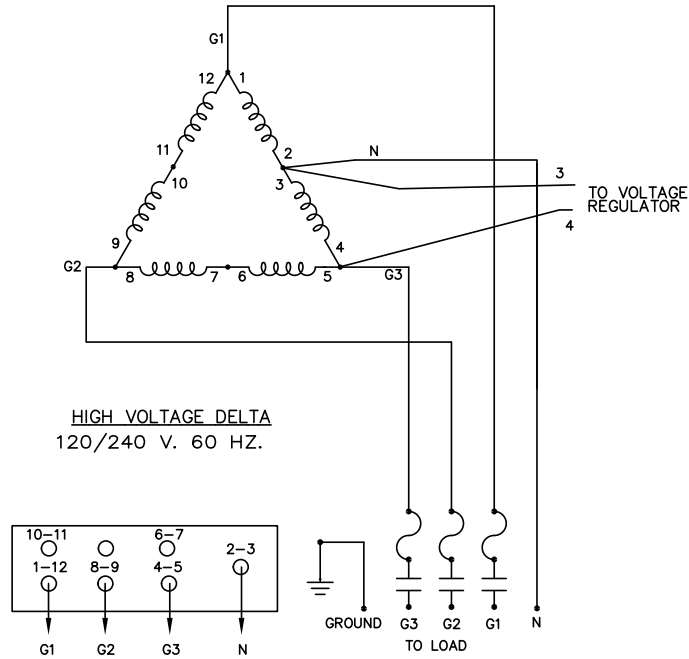 G1
12 1
11
2
N
10
3
3
TO VOLTAGE
REGULATOR
4
9
4
G2
8
7
6
5
G3
HIGH VOLTAGE DELTA
120/240 V. 60 HZ.
10-11
6-7
2-3
1-12
8-9
4-5
GROUND
G3
G2
G1
N
TO LOAD
G1
G2
G3
N